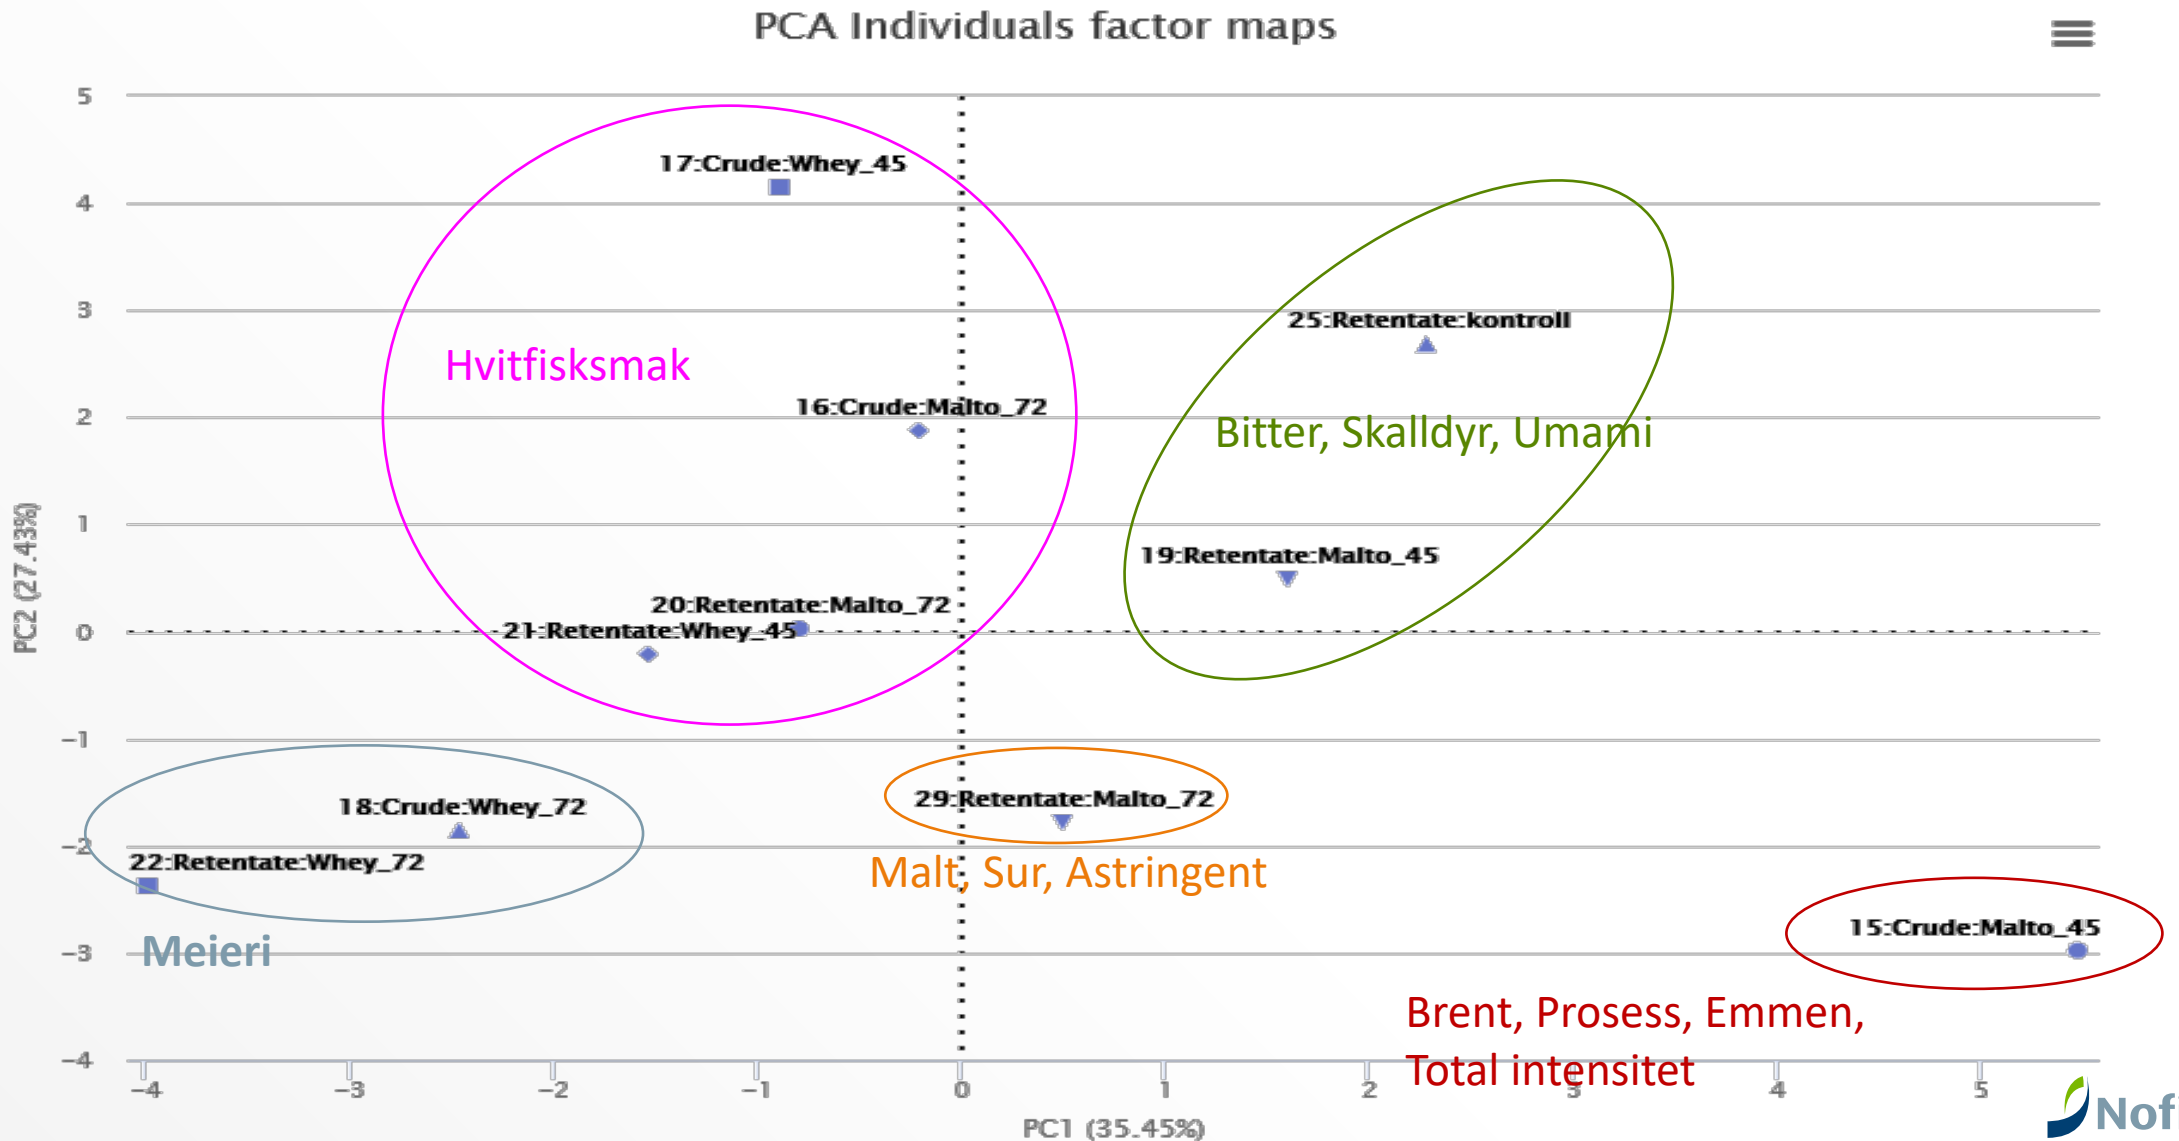 PCA Individuals factor maps
5
17:Crude:Whey_45
4
3
25:Retentate:kontroll
Hvitfisksmak
16:Crude:Malto_72
2
Bitter, Skalldyr, Umami
PC2 (27.43%)
1
19:Retentate:Malto_45
20:Retentate:Malto_72
21:Retentate:Whey_45
0
-1
18:Crude:Whey_72
29:Retentate:Malto_72
-2
22:Retentate:Whey_72
Malt, Sur, Astringent
15:Crude:Malto_45
Meieri
-3
Brent, Prosess, Emmen,
Total intensitet
-4
-4 -3 -2 -1 0 1 2 3 4 5
PC1 (35.45%)
Nofi